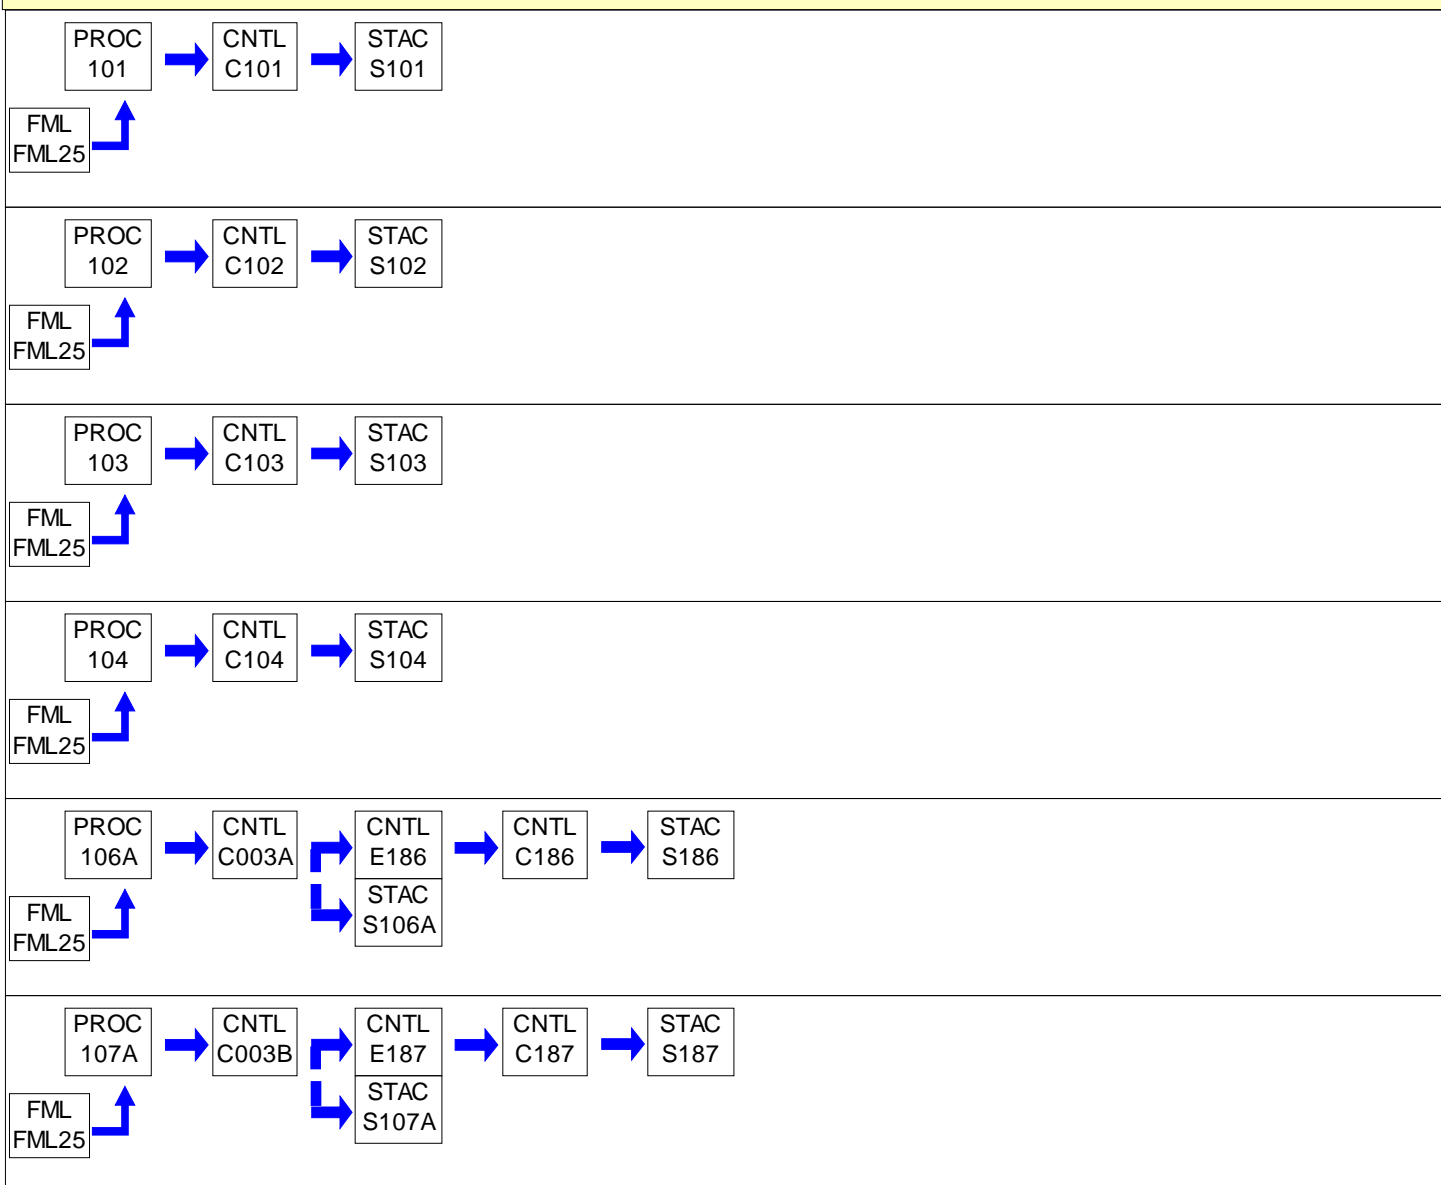 PROC
101
CNTL
C101
STAC
S101
FML
FML25
PROC
102
CNTL
C102
STAC
S102
FML
FML25
PROC
103
CNTL
C103
STAC
S103
FML
FML25
PROC
104
CNTL
C104
STAC
S104
FML
FML25
PROC
106A
CNTL
C003A
CNTL
E186
CNTL
C186
STAC
S186
STAC
S106A
FML
FML25
PROC
107A
CNTL
C003B
CNTL
E187
CNTL
C187
STAC
S187
STAC
S107A
FML
FML25